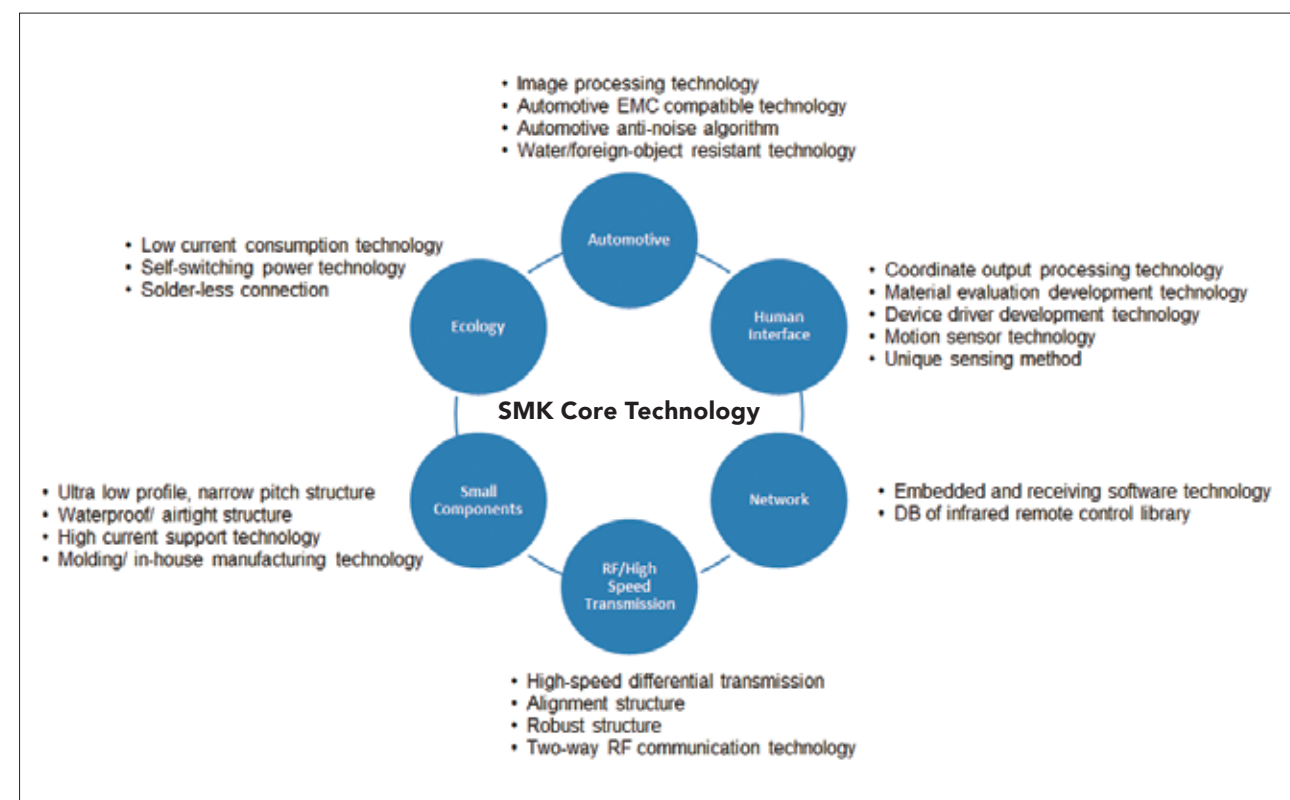 • Image processing technology
• Automotive EMC compatible technology
• Automotive anti-noise algorithm
• Water/foreign-object resistant technology
Automotive
• Low current consumption technology
• Self-switching power technology
• Solder-less connection
Ecology
Human
Interface
• Coordinate output processing technology
• Material evaluation development technology
• Device driver development technology
• Motion sensor technology
• Unique sensing method
SMK Core Technology
• Ultra low profile, narrow pitch structure
• Waterproof/ airtight structure
• High current support technology
• Molding/ in-house manufacturing technology
Small
Components
Network
• Embedded and receiving software technology
• DB of infrared remote control library
RF/High
Speed
Transmission
• High-speed differential transmission
• Alignment structure
• Robust structure
• Two-way RF communication technology